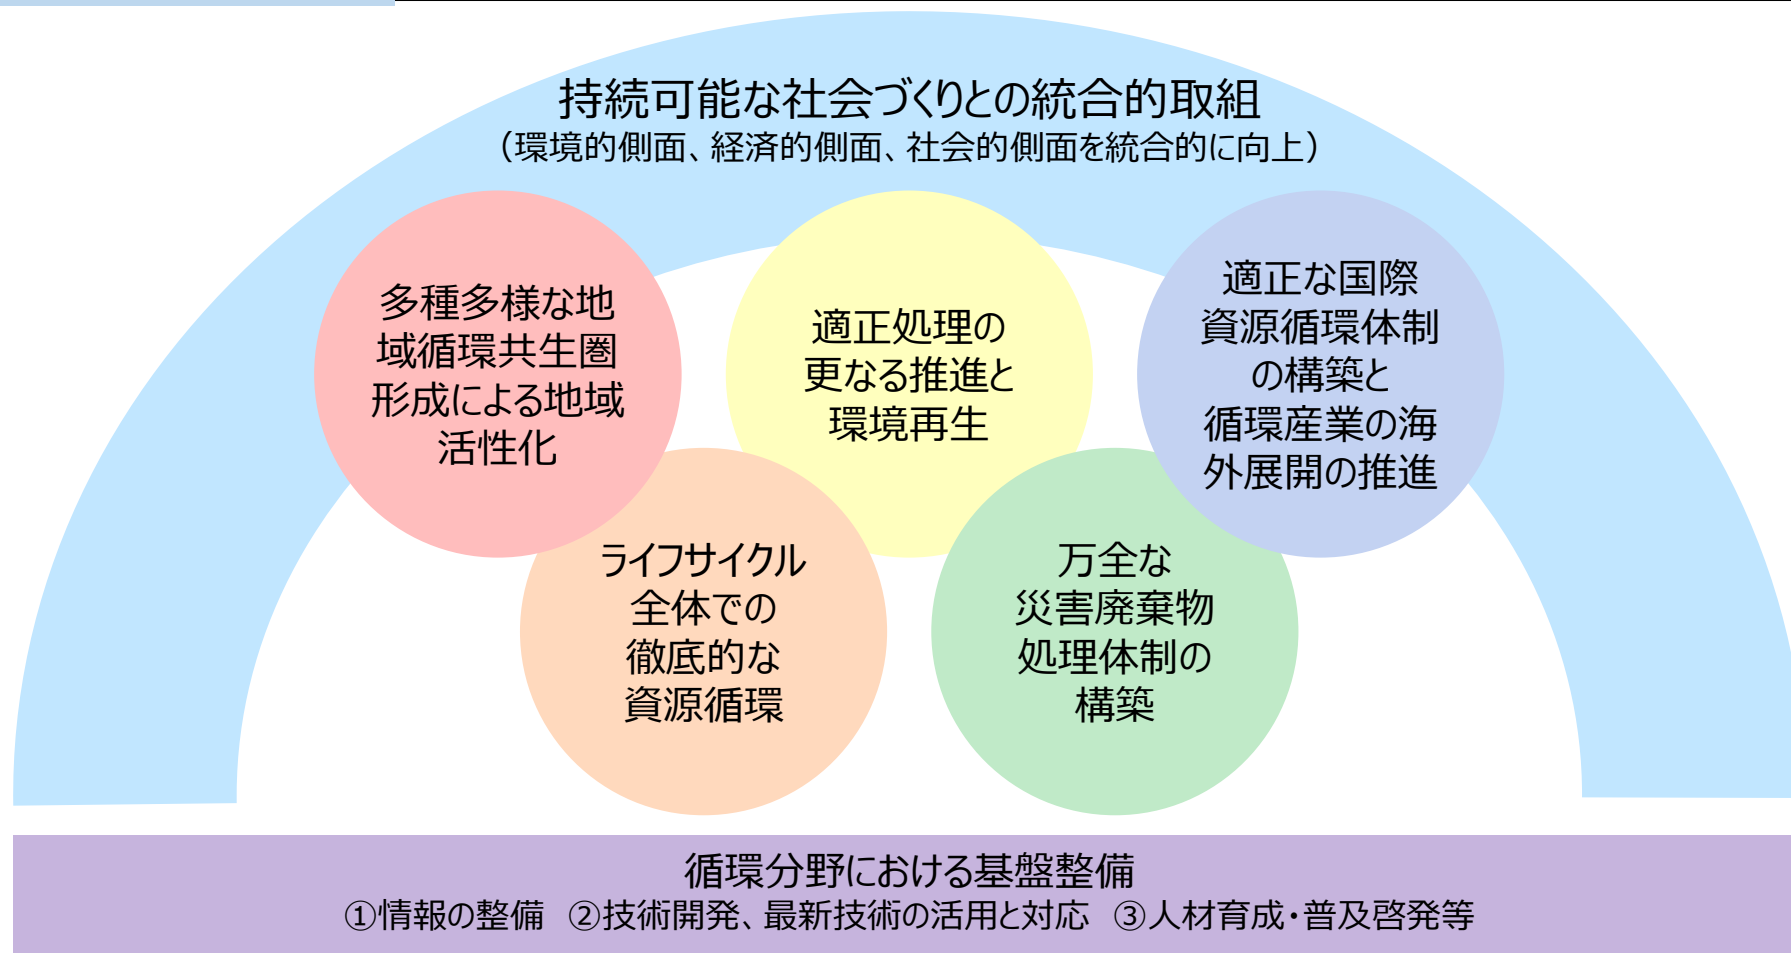 持続可能な社会づくりとの統合的取組
（環境的側面、経済的側面、社会的側面を統合的に向上）
多種多様な地
域循環共生圏
形成による地域
活性化
適正処理の
更なる推進と
環境再生
適正な国際
資源循環体制
の構築と
循環産業の海
外展開の推進
ライフサイクル
全体での
徹底的な
資源循環
万全な
災害廃棄物
処理体制の
構築
循環分野における基盤整備
①情報の整備　②技術開発、最新技術の活用と対応　③人材育成・普及啓発等